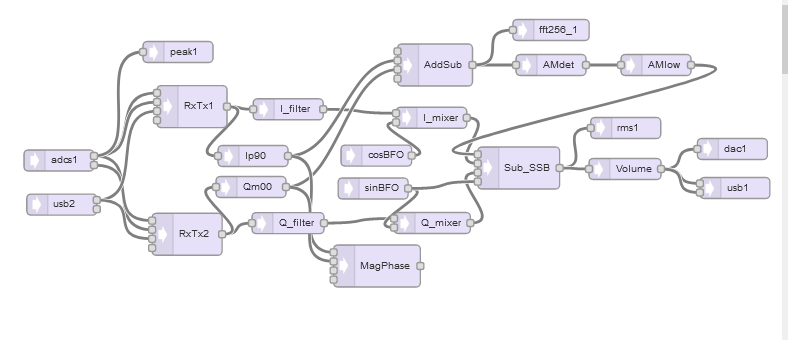 fft256_1
peak1
AddSub
AMdet
AMlow
RxTx1
I_filter
I_mixer
rms1
adcs1
Ip90
cosBFO
Sub_SSB
Volume
dac1
Qm00
sinBFO
usb1
usb2
RxTx2
Q_filter
Q_mixer
MagPhase